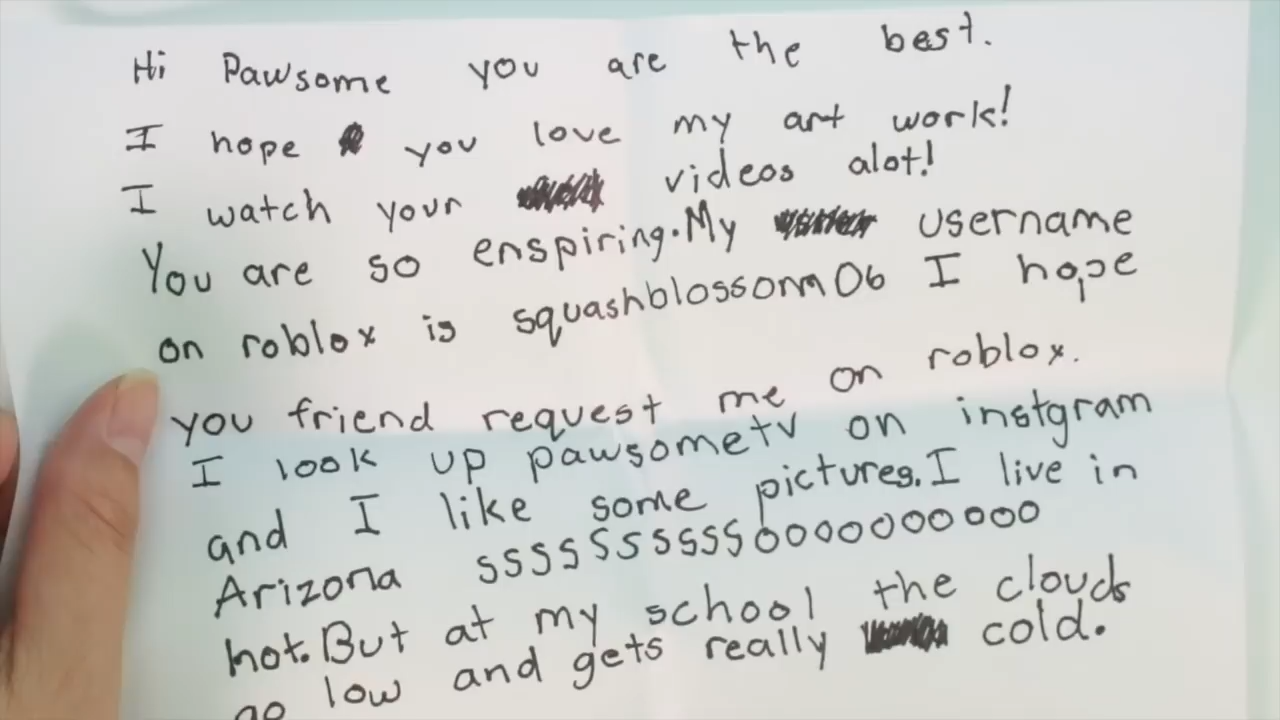 Hi Pawsome you are the best.
I hope you love my art work!
I watch your videos alot!
You are so enspiring. My username
on roblox is squashblossom06 I hope
you friend request me on roblox.
I look up pawsometv on instgram
and I like some pictures. I live in
Arizona ssssssssssoooooooooo
hot. But at my school the clouds
go low and gets really cold.